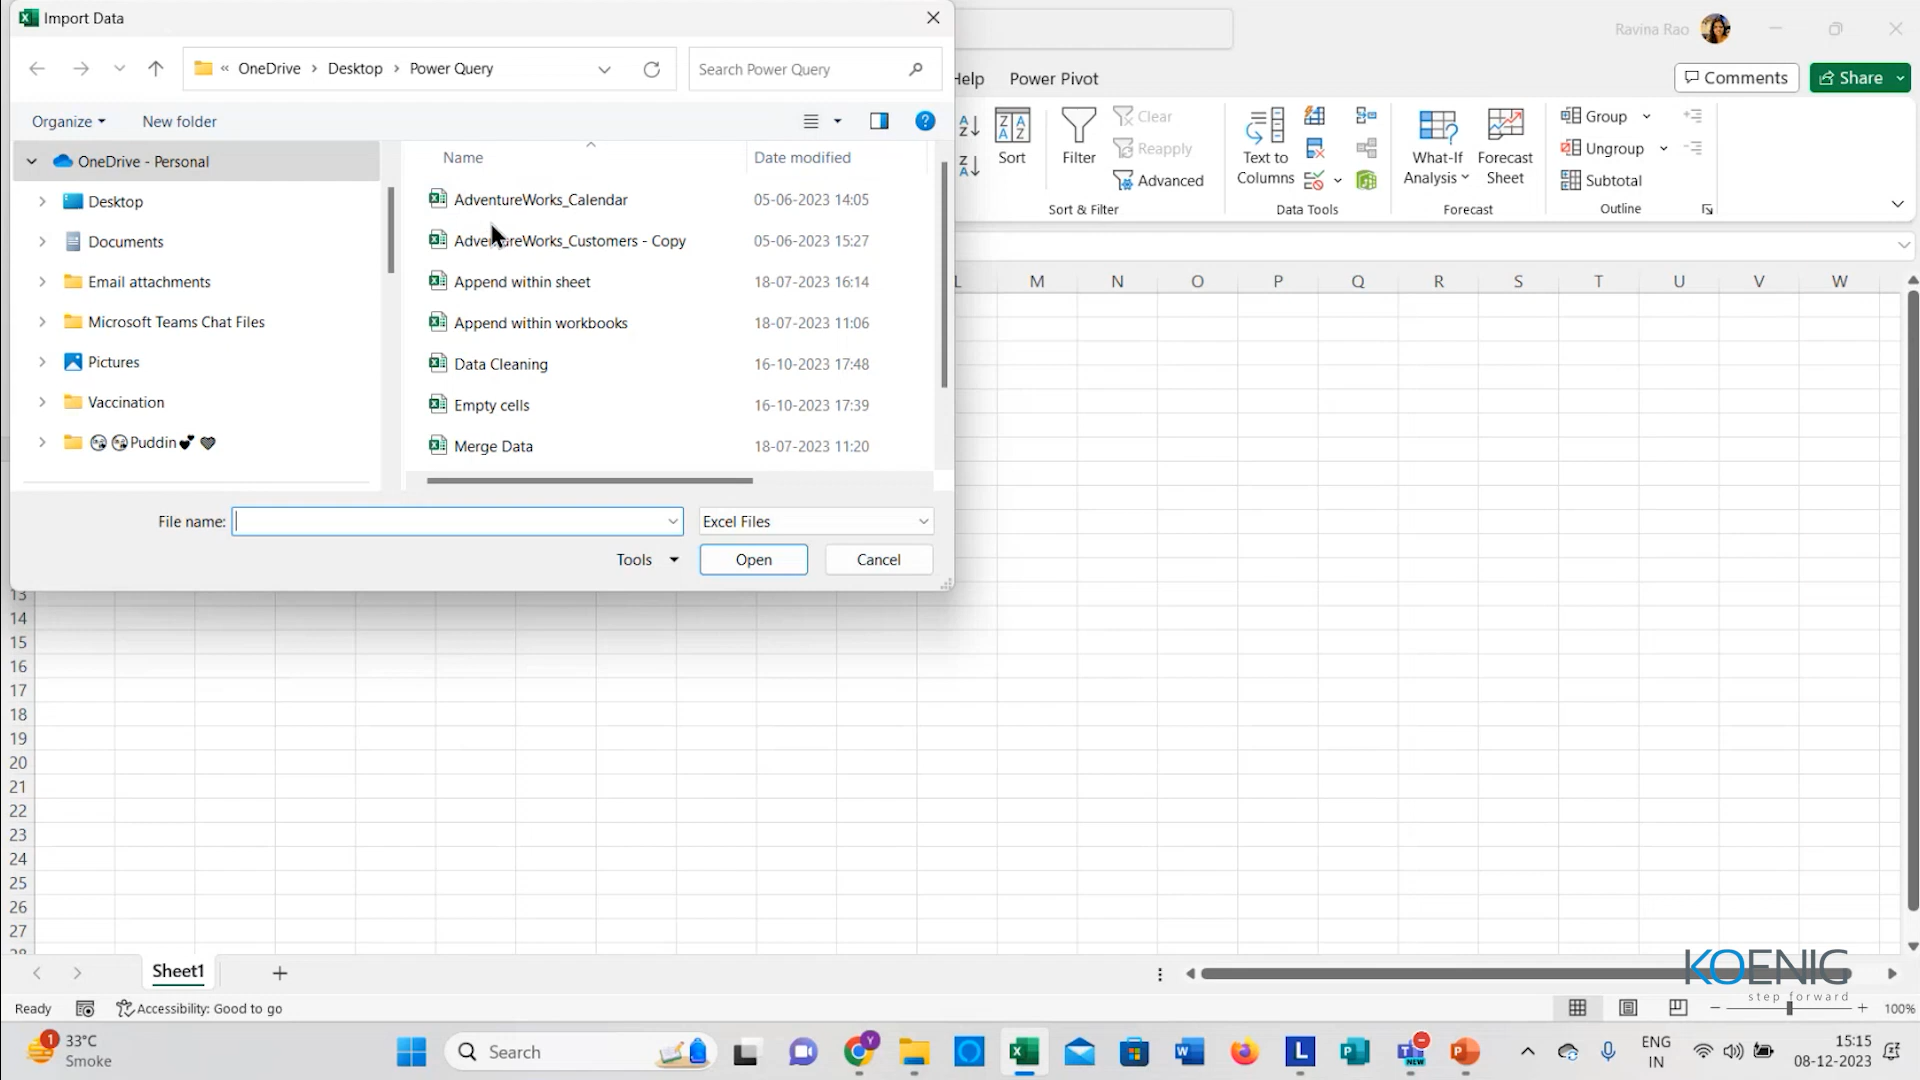 Import Data
« OneDrive > Desktop > Power Query
Search Power Query
Organize
New folder
OneDrive - Personal
Desktop
Documents
Email attachments
Microsoft Teams Chat Files
Pictures
Vaccination
Puddin
Name
Date modified
AdventureWorks_Calendar 05-06-2023 14:05
AdventureWorks_Customers - Copy 05-06-2023 15:27
Append within sheet 18-07-2023 16:14
Append within workbooks 18-07-2023 11:06
Data Cleaning 16-10-2023 17:48
Empty cells 16-10-2023 17:39
Merge Data 18-07-2023 11:20
File name:
Excel Files
Tools
Open
Cancel
Ravina Rao
Help
Power Pivot
Comments
Share
Sort
Filter
Clear
Reapply
Advanced
Sort & Filter
Text to
Columns
Data Tools
What-If
Analysis
Forecast
Sheet
Forecast
Group
Ungroup
Subtotal
Outline
L M N O P Q R S T U V W
13
14
15
16
17
18
19
20
21
22
23
24
25
26
27
28
Sheet1
Ready
Accessibility: Good to go
KOENIG
step forward
100%
1
33°C
Smoke
Search
Y
NEW
ENG
IN
15:15
08-12-2023